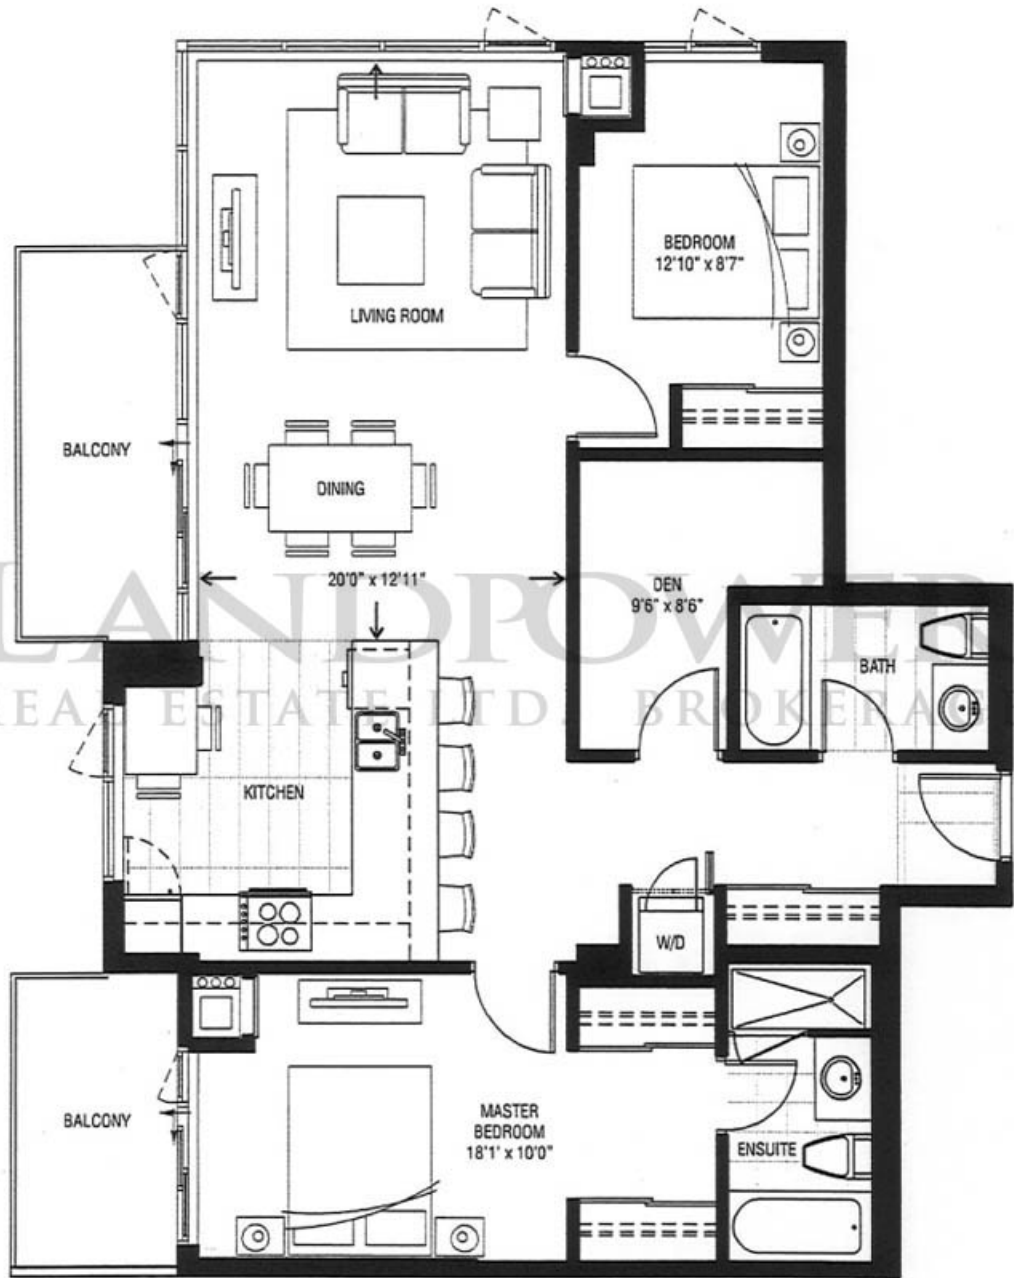 BEDROOM
12'10" x 8'7"
LIVING ROOM
BALCONY
DINING
20'0" x 12'11"
DEN
9'6" x 8'6"
LANDPOWER
REAL ESTATE LTD. BROKERAGE
BATH
KITCHEN
W/D
BALCONY
MASTER
BEDROOM
18'1' x 10'0"
ENSUITE